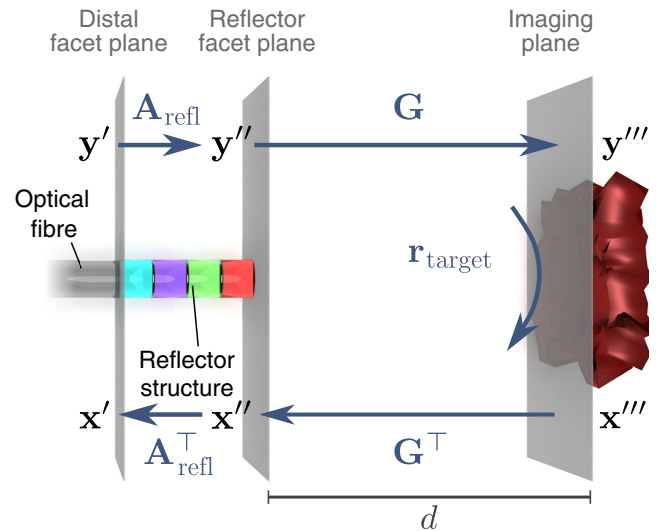 Distal
facet plane
Reflector
facet plane
Imaging
plane
A_refl
G
y′
y′′
y′′′
Optical
fibre
r_target
Reflector
structure
x′
x′′
x′′′
A_refl^⊤
G^⊤
d